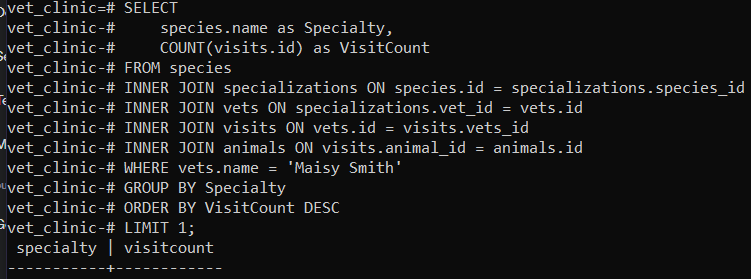 vet_clinic=# SELECT
vet_clinic-#     species.name as Specialty,
vet_clinic-#     COUNT(visits.id) as VisitCount
vet_clinic-# FROM species
vet_clinic-# INNER JOIN specializations ON species.id = specializations.species_id
vet_clinic-# INNER JOIN vets ON specializations.vet_id = vets.id
vet_clinic-# INNER JOIN visits ON vets.id = visits.vets_id
vet_clinic-# INNER JOIN animals ON visits.animal_id = animals.id
vet_clinic-# WHERE vets.name = 'Maisy Smith'
vet_clinic-# GROUP BY Specialty
vet_clinic-# ORDER BY VisitCount DESC
vet_clinic-# LIMIT 1;
 specialty | visitcount
-----------+------------